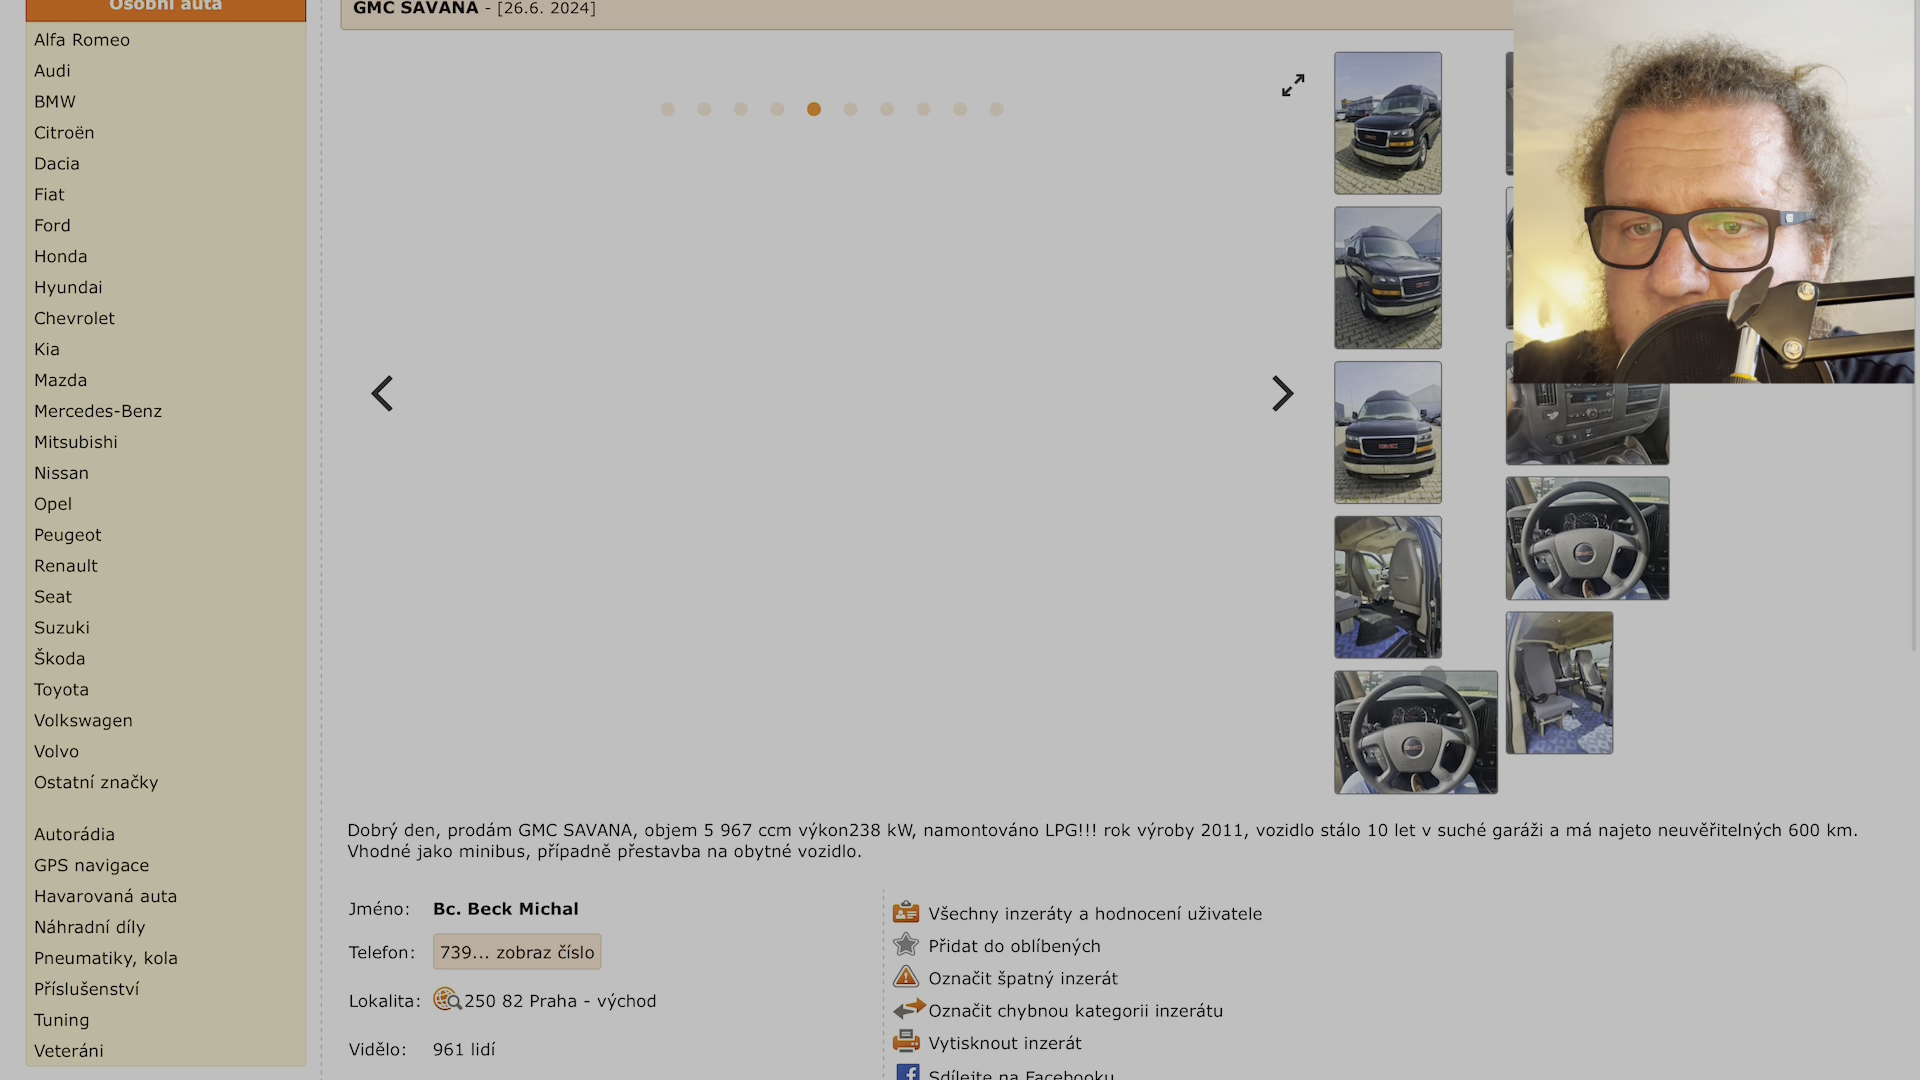 Osobní auta
Alfa Romeo
Audi
BMW
Citroën
Dacia
Fiat
Ford
Honda
Hyundai
Chevrolet
Kia
Mazda
Mercedes-Benz
Mitsubishi
Nissan
Opel
Peugeot
Renault
Seat
Suzuki
Škoda
Toyota
Volkswagen
Volvo
Ostatní značky
Autorádia
GPS navigace
Havarovaná auta
Náhradní díly
Pneumatiky, kola
Příslušenství
Tuning
Veteráni
GMC SAVANA - [26.6. 2024]
Dobrý den, prodám GMC SAVANA, objem 5 967 ccm výkon238 kW, namontováno LPG!!! rok výroby 2011, vozidlo stálo 10 let v suché garáži a má najeto neuvěřitelných 600 km.
Vhodné jako minibus, případně přestavba na obytné vozidlo.
Jméno: Bc. Beck Michal
Telefon: 739... zobraz číslo
Lokalita: 250 82 Praha - východ
Vidělo: 961 lidí
Všechny inzeráty a hodnocení uživatele
Přidat do oblíbených
Označit špatný inzerát
Označit chybnou kategorii inzerátu
Vytisknout inzerát
Sdílejte na Facebooku